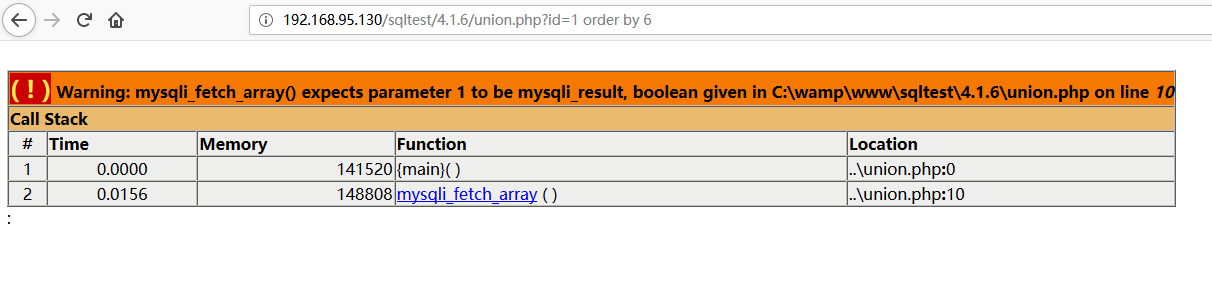 192.168.95.130/sqltest/4.1.6/union.php?id=1 order by 6
( ! ) Warning: mysqli_fetch_array() expects parameter 1 to be mysqli_result, boolean given in C:\wamp\www\sqltest\4.1.6\union.php on line 10
Call Stack
# Time Memory Function Location
1 0.0000 141520 {main}( ) ..\union.php:0
2 0.0156 148808 mysqli_fetch_array ( ) ..\union.php:10
: